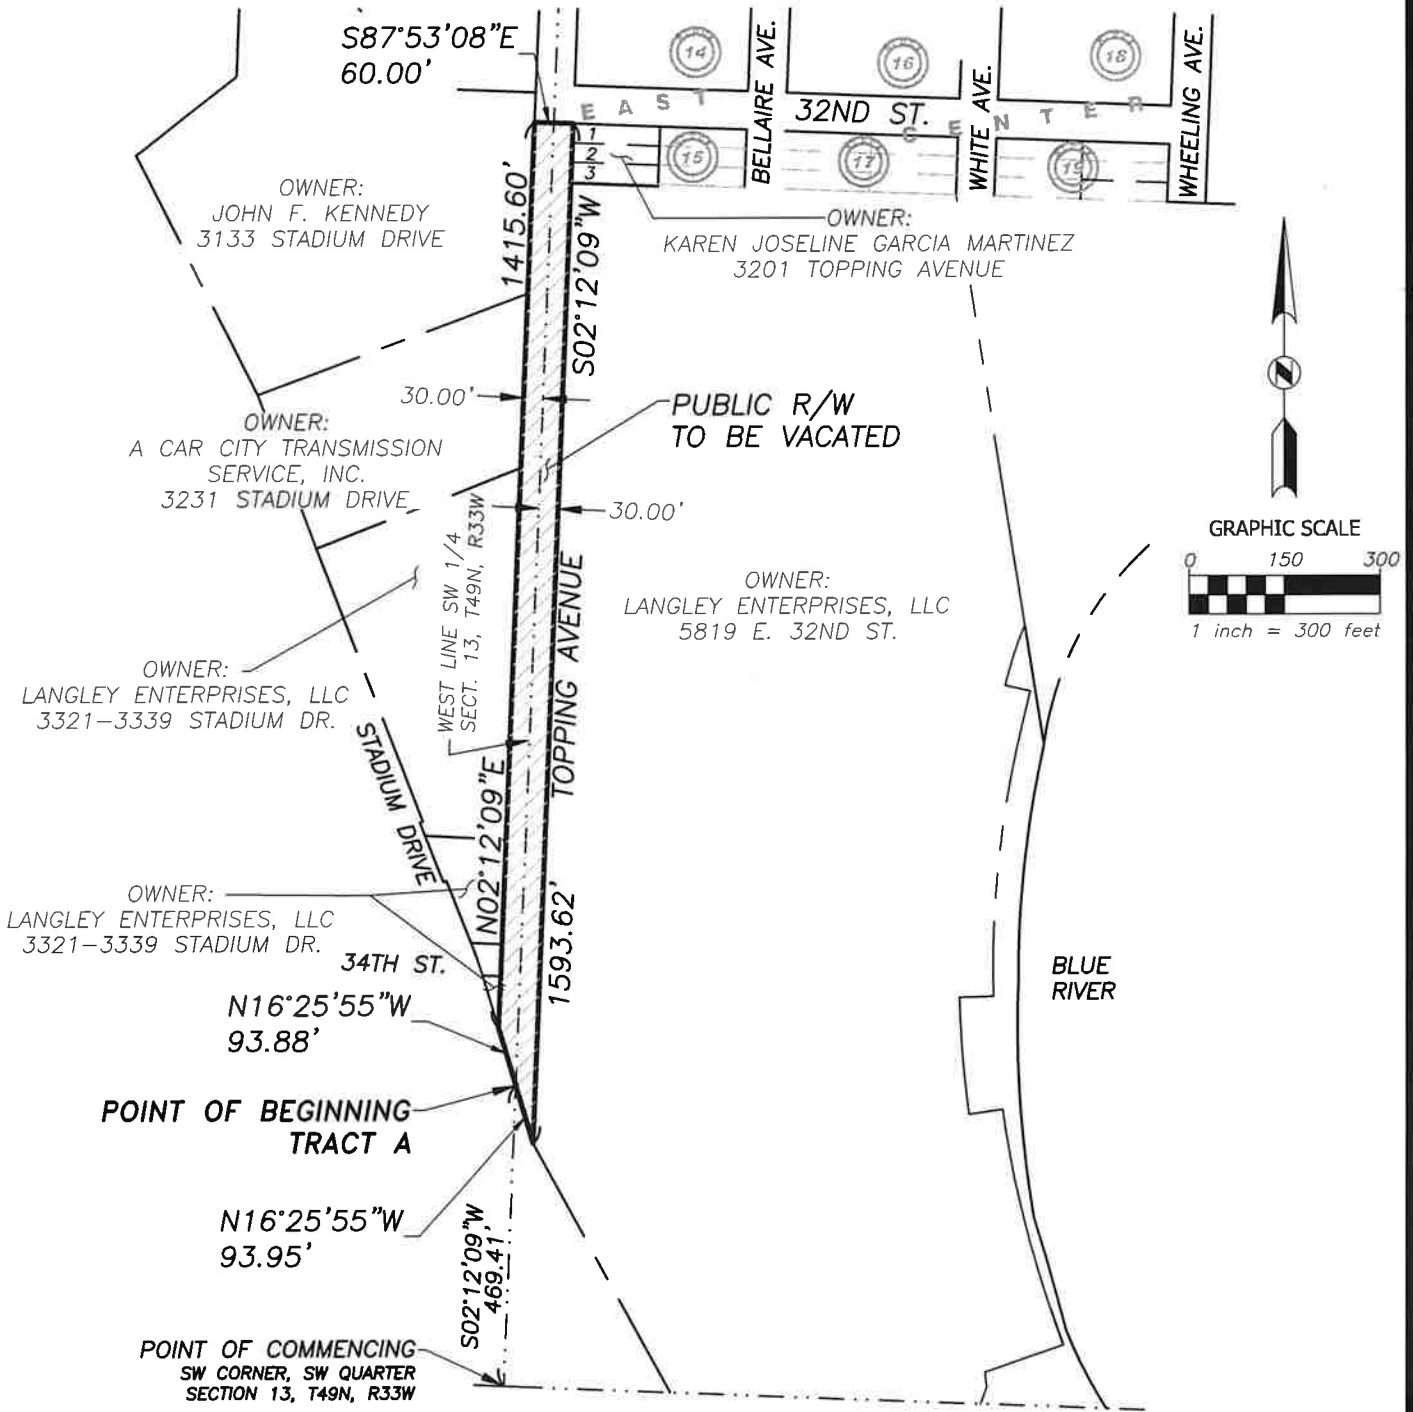 S87°53'08"E
60.00'
14
16
18
BELLAIRE AVE.
WHITE AVE.
WHEELING AVE.
EAST
32ND ST.
CENTER
1
2
3
15
17
19
1415.60'
S02°12'09"W
OWNER:
JOHN F. KENNEDY
3133 STADIUM DRIVE
OWNER:
KAREN JOSELINE GARCIA MARTINEZ
3201 TOPPING AVENUE
30.00'
PUBLIC R/W
TO BE VACATED
OWNER:
A CAR CITY TRANSMISSION
SERVICE, INC.
3231 STADIUM DRIVE
30.00'
WEST LINE SW 1/4
SECT. 13, T49N, R33W
TOPPING AVENUE
GRAPHIC SCALE
0 150 300
1 inch = 300 feet
OWNER:
LANGLEY ENTERPRISES, LLC
5819 E. 32ND ST.
OWNER:
LANGLEY ENTERPRISES, LLC
3321-3339 STADIUM DR.
STADIUM DRIVE
N02°12'09"E
1593.62'
OWNER:
LANGLEY ENTERPRISES, LLC
3321-3339 STADIUM DR.
34TH ST.
BLUE
RIVER
N16°25'55"W
93.88'
POINT OF BEGINNING
TRACT A
N16°25'55"W
93.95'
S02°12'09"W
469.41'
POINT OF COMMENCING
SW CORNER, SW QUARTER
SECTION 13, T49N, R33W